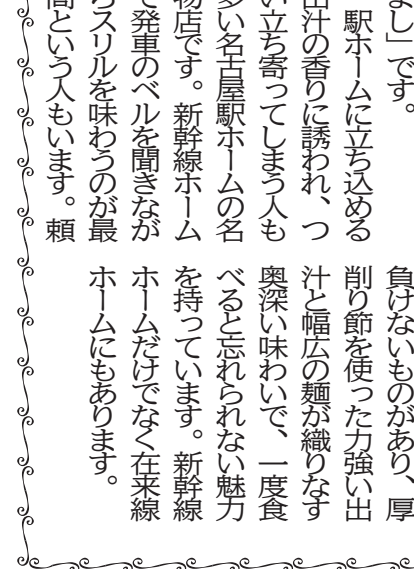 よし」です。
駅ホームに立ち込める
出汁の香りに誘われ、つ
い立ち寄ってしまう人も
多い名古屋駅ホームの名
物店です。新幹線ホーム
で発車のベルを聞きなが
らスリルを味わうのが最
高という人もいます。頼
負けないものがあり、厚
削り節を使った力強い出
汁と幅広の麺が織りなす
奥深い味わいで、一度食
べると忘れられない魅力
を持っています。新幹線
ホームだけでなく在来線
ホームにもあります。